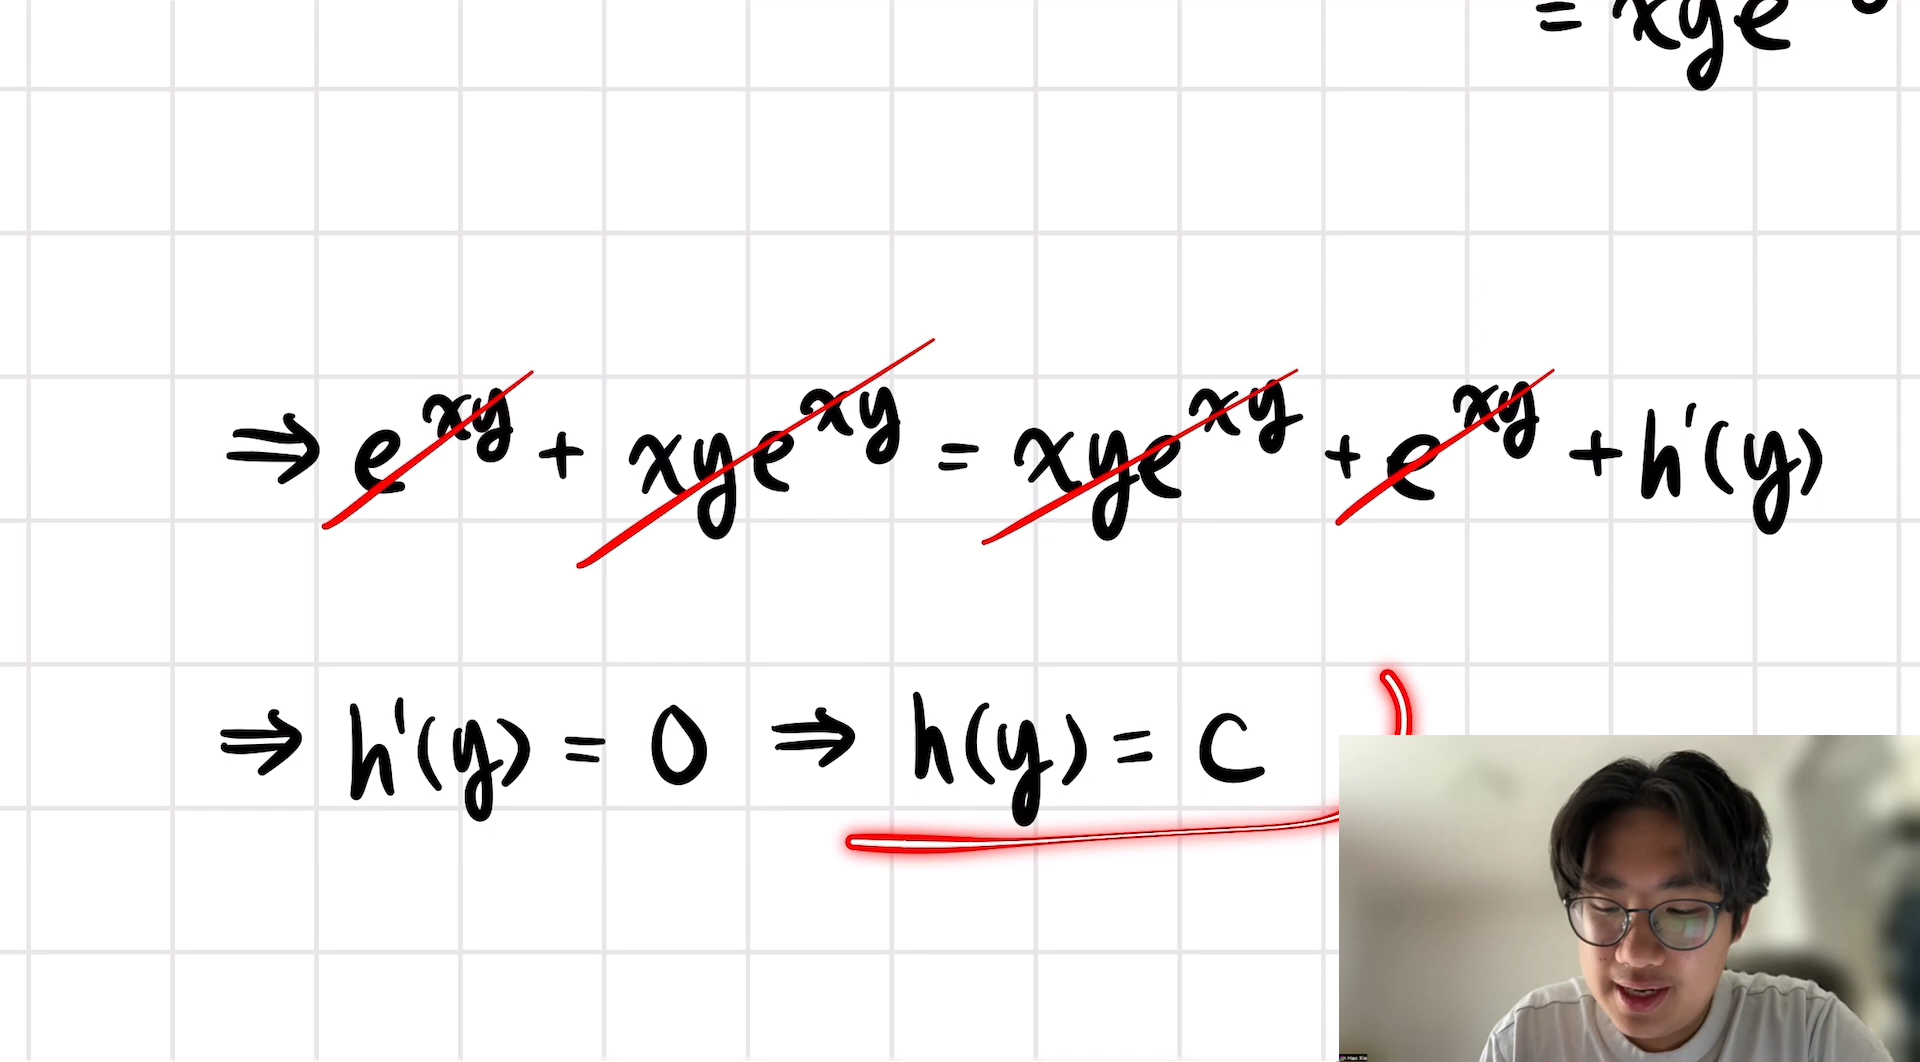 = xye
⇒ e^xy + xye^xy = xye^xy + e^xy + h'(y)
⇒ h'(y) = 0 ⇒ h(y) = C